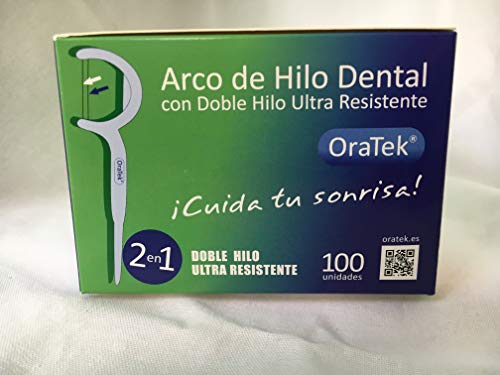 Arco de Hilo Dental
con Doble Hilo Ultra Resistente
OraTek®
OraTek®
¡Cuida tu sonrisa!
2 en 1
DOBLE HILO
ULTRA RESISTENTE
100
unidades
oratek.es